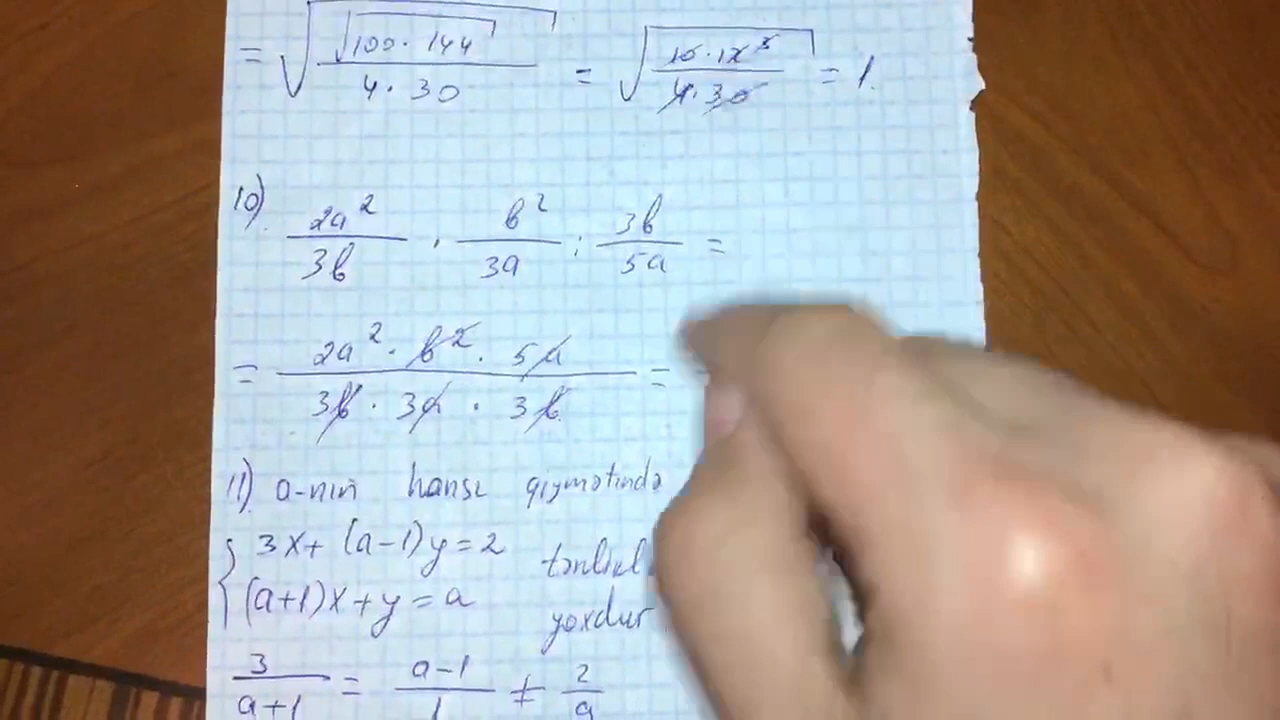 = √(√(100 · 144) / (4 · 30)) = √((10 · 12) / (4 · 30)) = 1.
10) 2a²/3b · b²/3a : 3b/5a =
= (2a² · b² · 5a) / (3b · 3a · 3b) =
11) a-nın hansı qiymətində
{ 3x + (a-1)y = 2
(a+1)x + y = a
yoxdur
3/(a+1) = (a-1)/1 ≠ 2/a